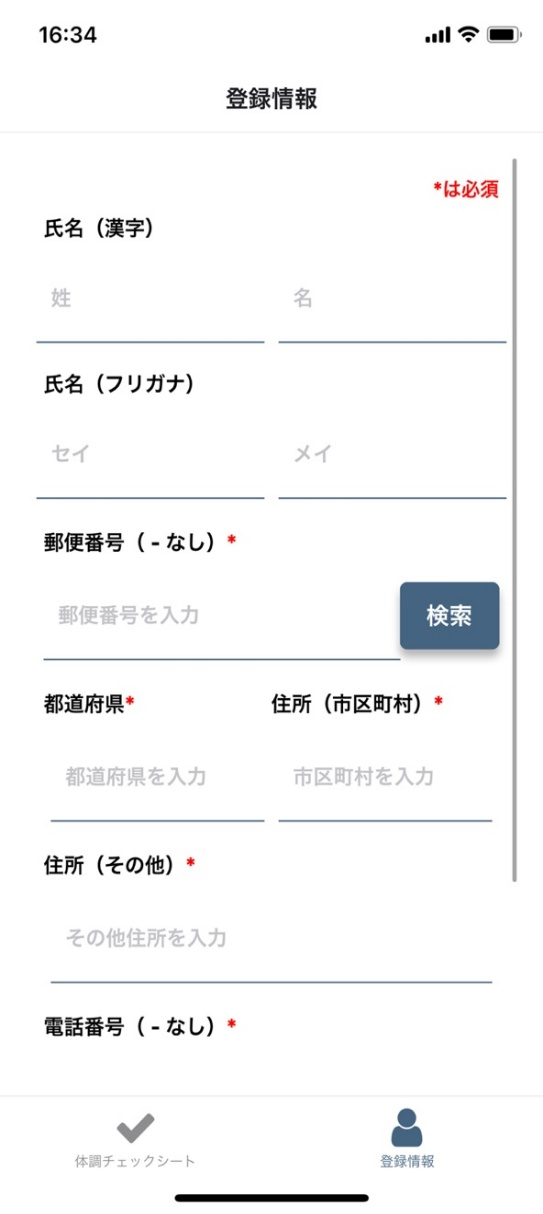 16:34
登録情報
*は必須
氏名（漢字）
姓 名
氏名（フリガナ）
セイ メイ
郵便番号（ - なし）*
郵便番号を入力 検索
都道府県* 住所（市区町村）*
都道府県を入力 市区町村を入力
住所（その他）*
その他住所を入力
電話番号（ - なし）*
体調チェックシート 登録情報